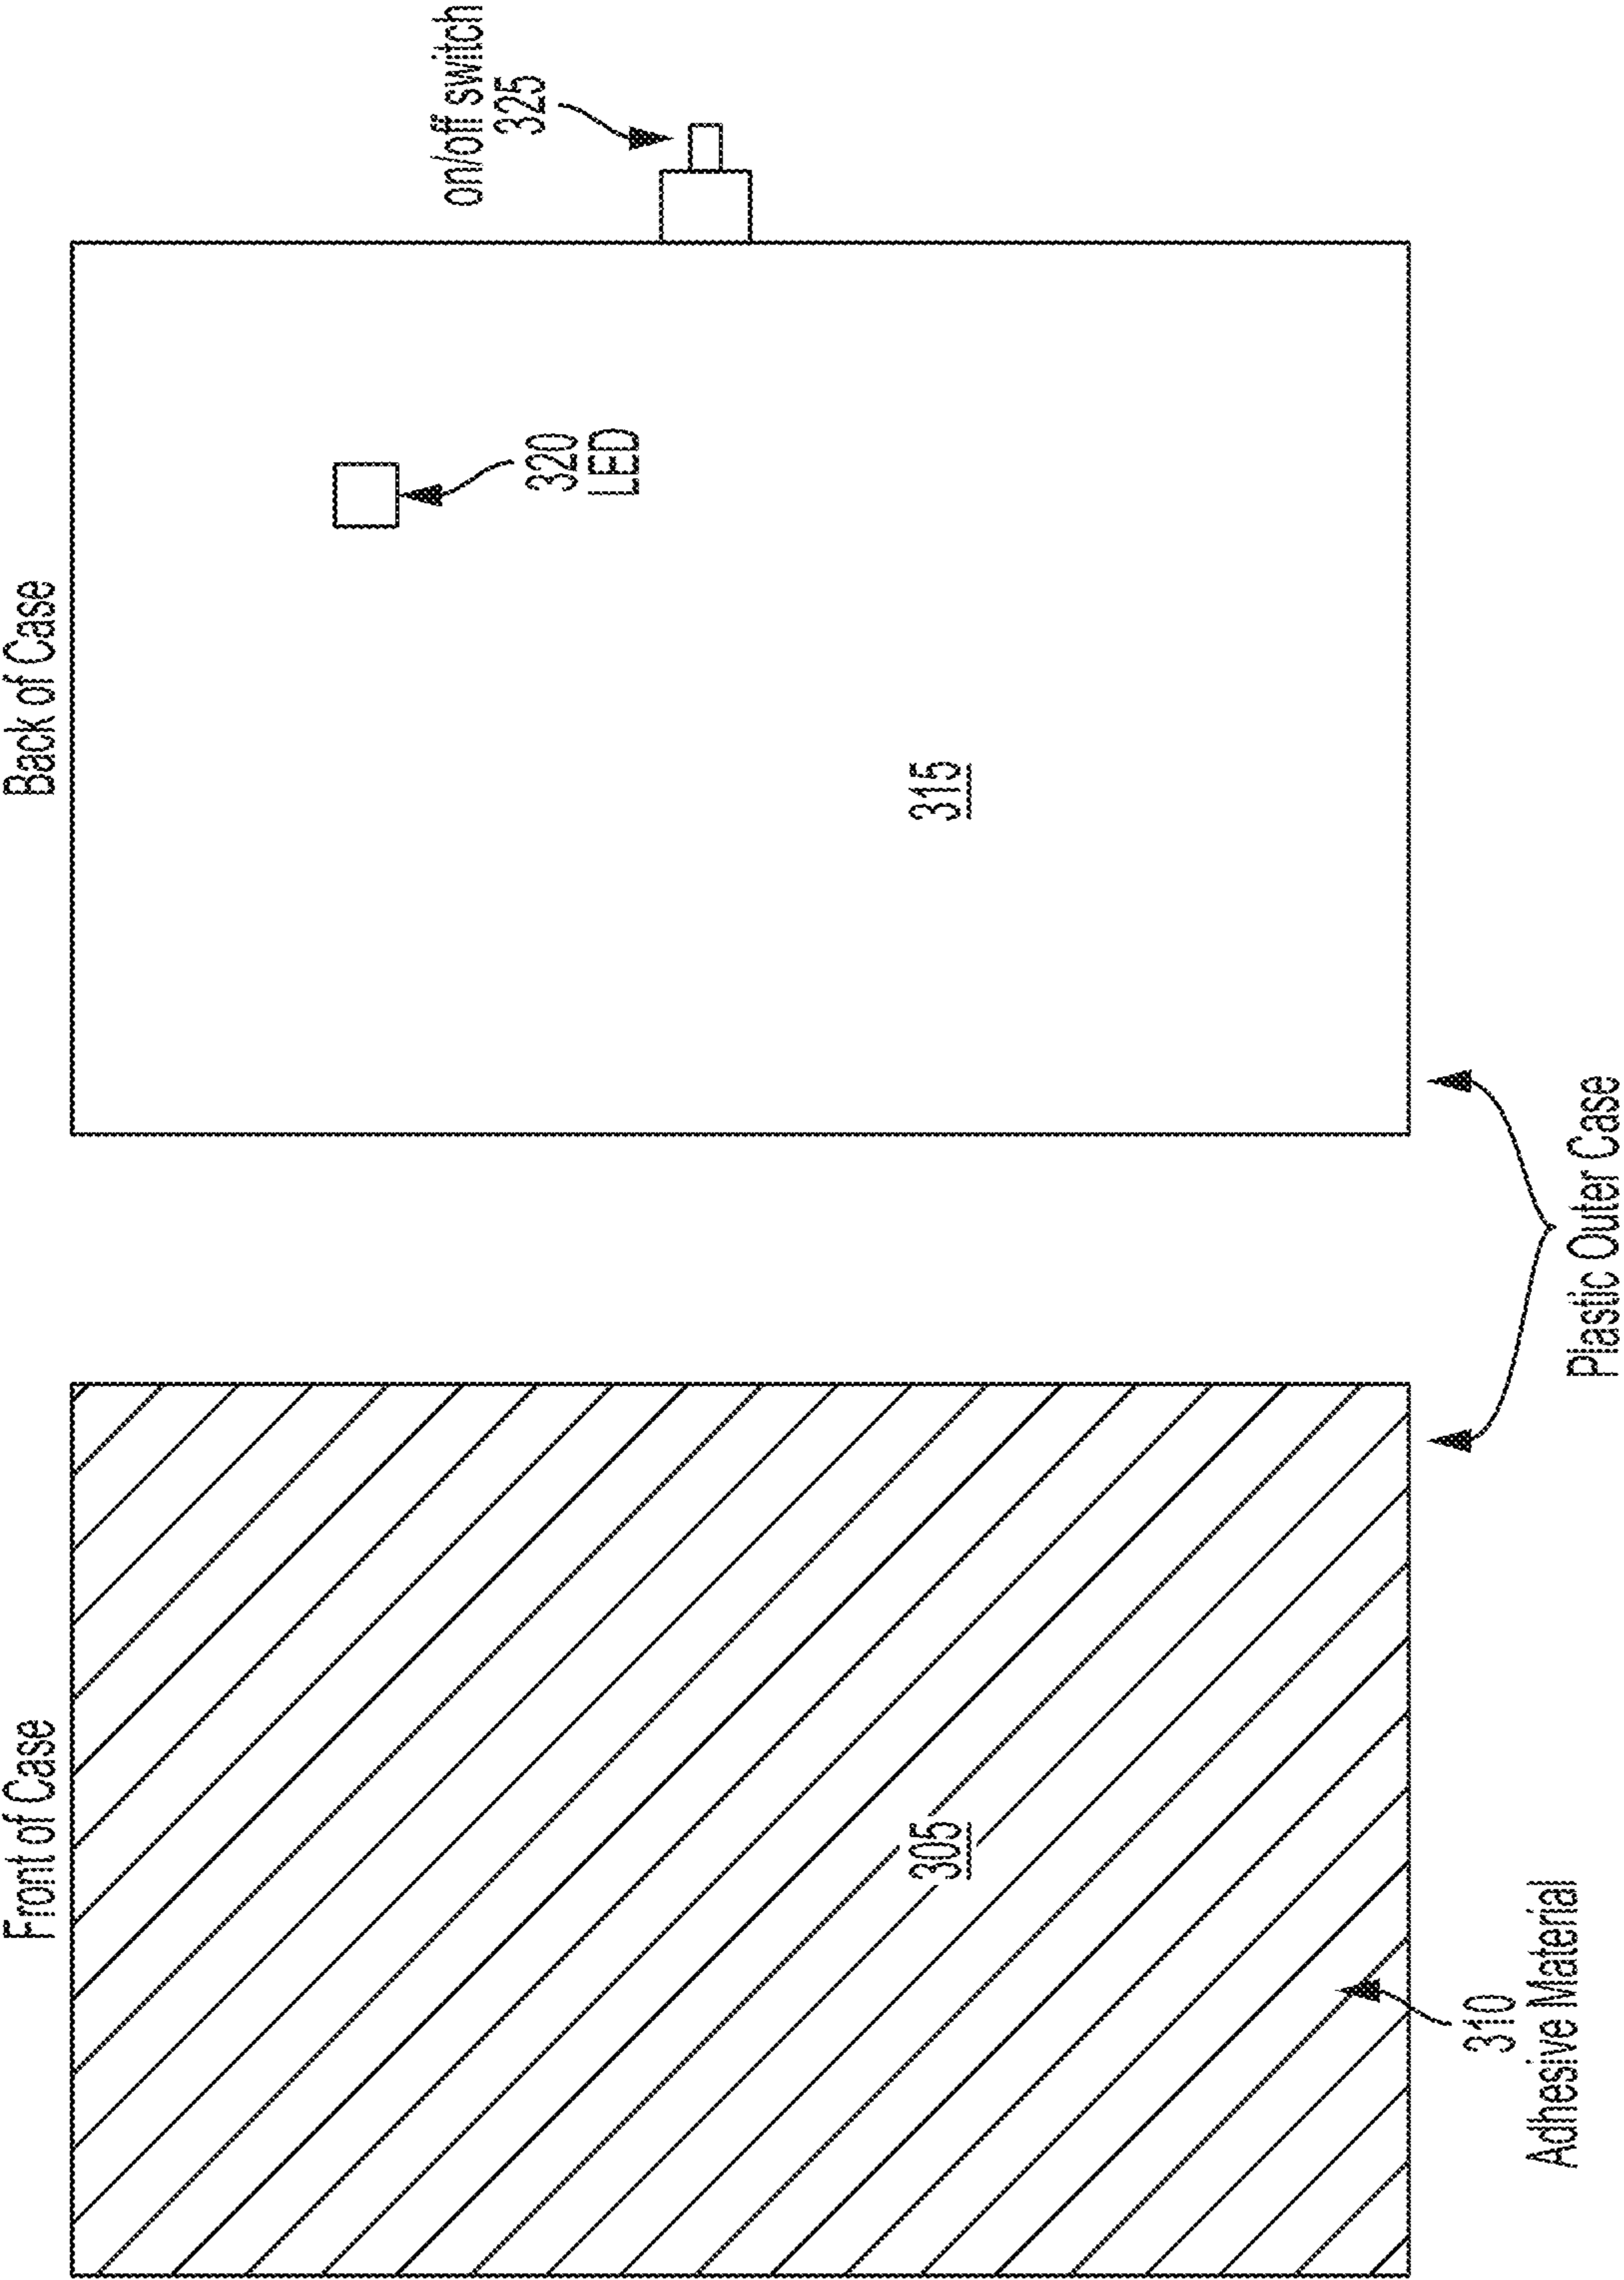 Front of Case
305
310
Adhesive Material
Back of Case
on/off switch
325
320
LED
315
Plastic Outer Case